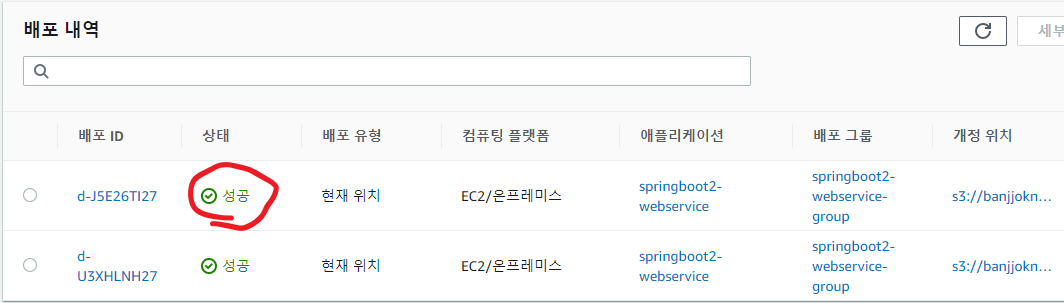 배포 내역
세부
배포 ID 상태 배포 유형 컴퓨팅 플랫폼 애플리케이션 배포 그룹 개정 위치
d-J5E26TI27 성공 현재 위치 EC2/온프레미스 springboot2-webservice springboot2-webservice-group s3://banjjokn...
d-U3XHLNH27 성공 현재 위치 EC2/온프레미스 springboot2-webservice springboot2-webservice-group s3://banjjokn...